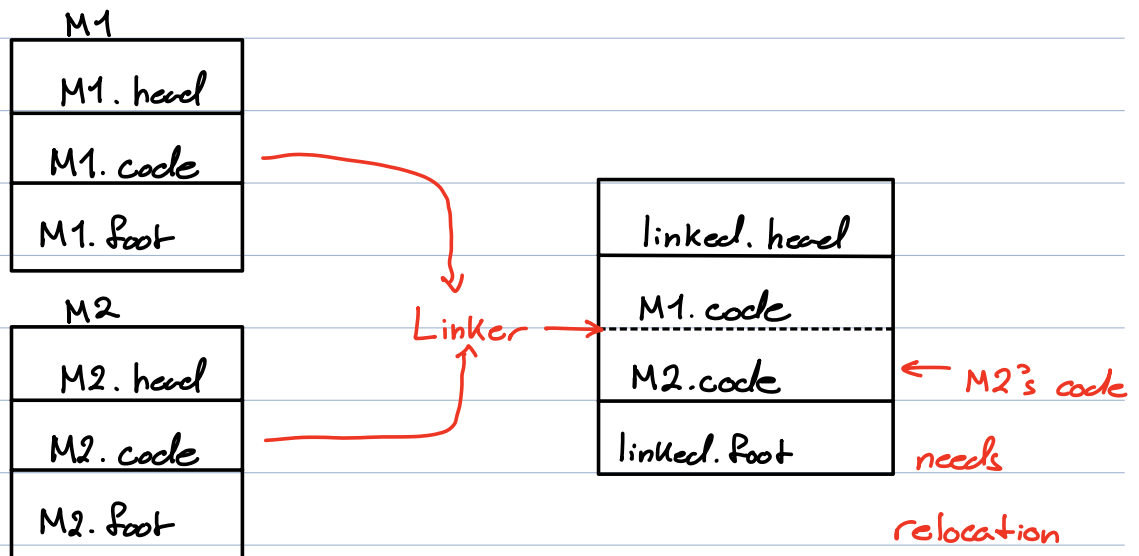 M1
M1.head
M1.code
M1.foot
M2
M2.head
M2.code
M2.foot
Linker
linked.head
M1.code
M2.code
linked.foot
M2's code
needs
relocation